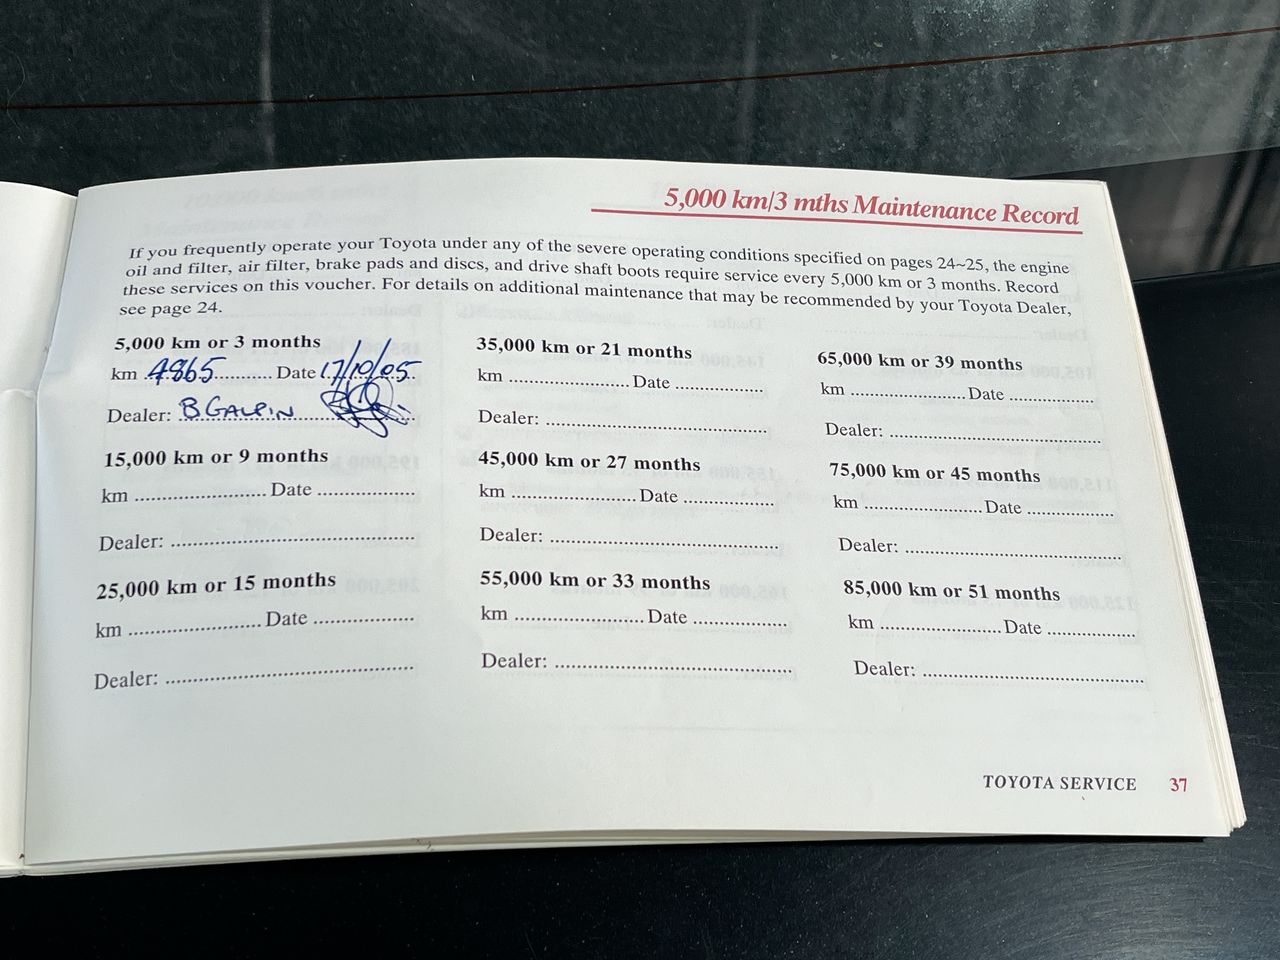 5,000 km/3 mths Maintenance Record
If you frequently operate your Toyota under any of the severe operating conditions specified on pages 24~25, the engine
oil and filter, air filter, brake pads and discs, and drive shaft boots require service every 5,000 km or 3 months. Record
these services on this voucher. For details on additional maintenance that may be recommended by your Toyota Dealer,
see page 24.
5,000 km or 3 months
km 4865 Date 17/10/05
Dealer: B GALPIN
15,000 km or 9 months
km ........................ Date ..................
Dealer: .............................................
25,000 km or 15 months
km ........................ Date ..................
Dealer: .............................................
35,000 km or 21 months
km ........................ Date ..................
Dealer: .............................................
45,000 km or 27 months
km ........................ Date ..................
Dealer: .............................................
55,000 km or 33 months
km ........................ Date ..................
Dealer: .............................................
65,000 km or 39 months
km ........................ Date ..................
Dealer: .............................................
75,000 km or 45 months
km ........................ Date ..................
Dealer: .............................................
85,000 km or 51 months
km ........................ Date ..................
Dealer: .............................................
TOYOTA SERVICE 37